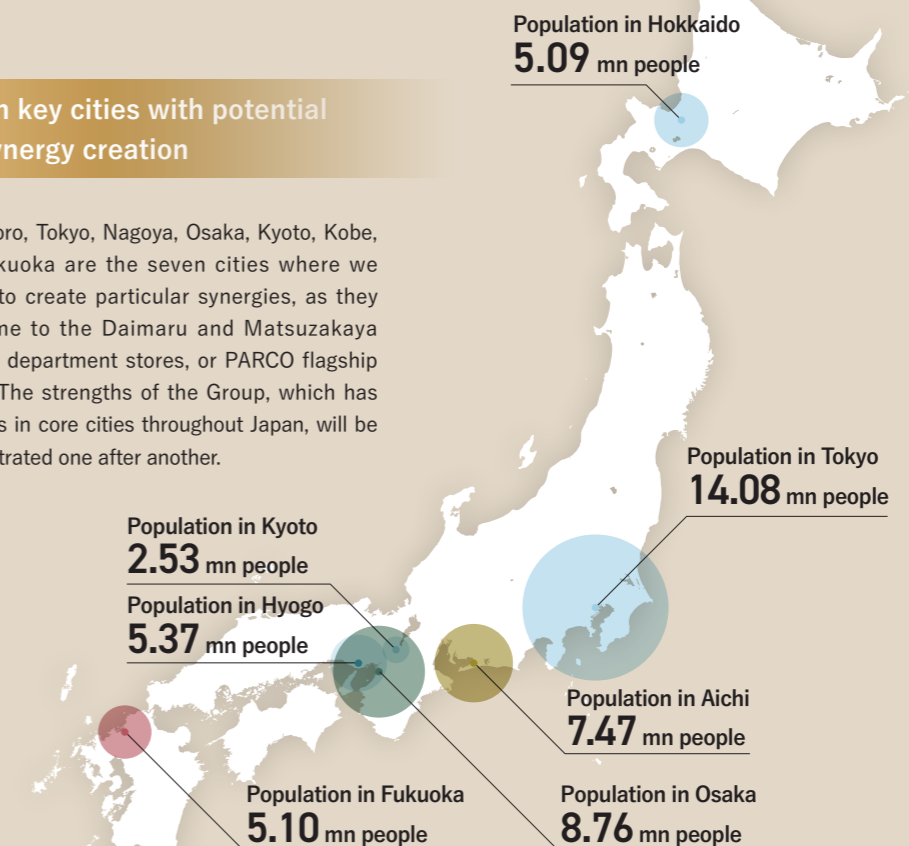 Population in Hokkaido
5.09 mn people
key cities with potential
creation
Tokyo, Nagoya, Osaka, Kyoto, Kobe,
are the seven cities where we
to create particular synergies, as they
to the Daimaru and Matsuzakaya
department stores, or PARCO flagship
The strengths of the Group, which has
in core cities throughout Japan, will be
one after another.
Population in Tokyo
14.08 mn people
Population in Kyoto
2.53 mn people
Population in Hyogo
5.37 mn people
Population in Aichi
7.47 mn people
Population in Fukuoka
5.10 mn people
Population in Osaka
8.76 mn people